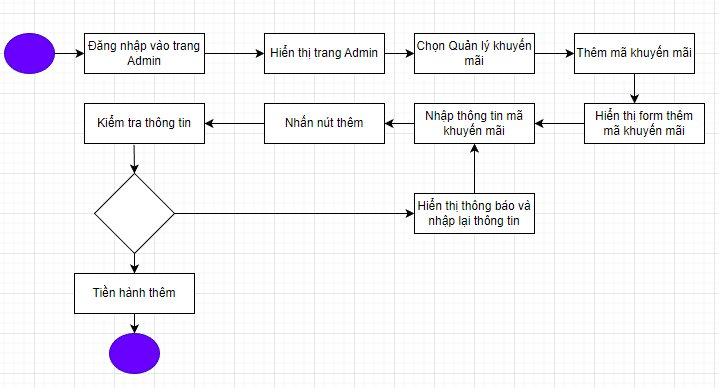 Đăng nhập vào trang
Admin
Hiển thị trang Admin
Chọn Quản lý khuyến
mãi
Thêm mã khuyến mãi
Hiển thị form thêm
mã khuyến mãi
Nhập thông tin mã
khuyến mãi
Nhấn nút thêm
Kiểm tra thông tin
Hiển thị thông báo và
nhập lại thông tin
Tiền hành thêm